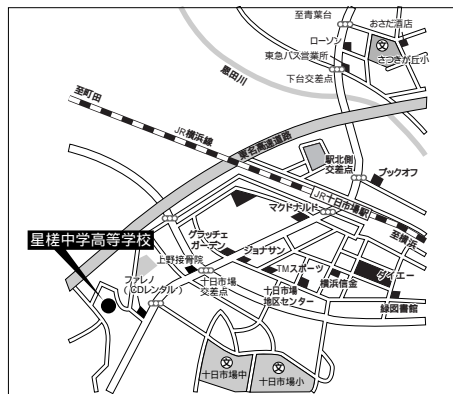 至青葉台
おさだ酒店
ローソン
文
東急バス営業所
さつきが丘小
下台交差点
恩田川
至町田
JR横浜線
東名高速道路
駅北側
交差点
ブックオフ
JR十日市場駅
マクドナルド
至横浜
グラッチェ
ガーデン
星槎中学高等学校
ジョナサン
上野接骨院
TMスポーツ
ダイエー
ファレノ
(CDレンタル)
十日市場
交差点
十日市場
地区センター
横浜信金
緑図書館
文
文
十日市場中
十日市場小